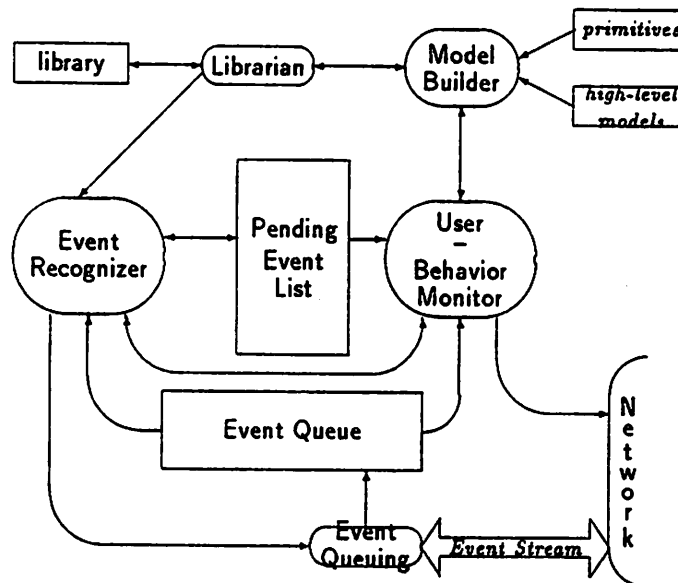 primitives
Model
Builder
library
Librarian
high-level
models
User
–
Behavior
Monitor
Pending
Event
List
Event
Recognizer
Event Queue
Network
Event
Queuing
Event Stream